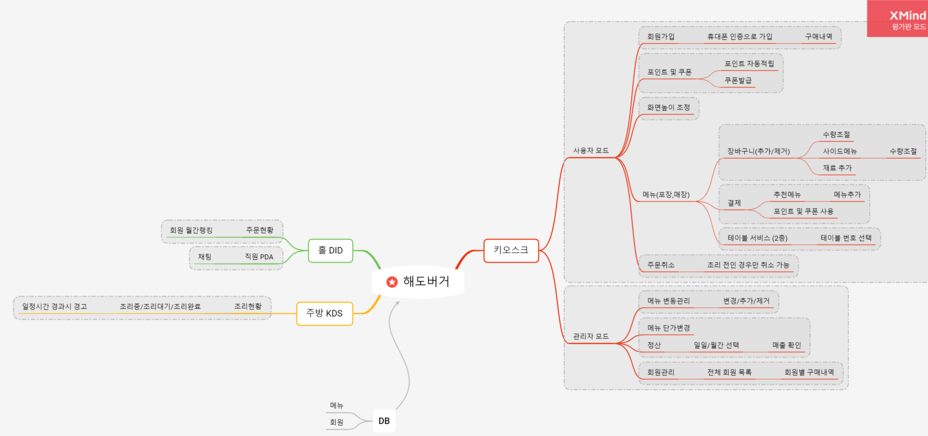 XMind
평가판 모드
해도버거
키오스크
사용자 모드
회원가입
휴대폰 인증으로 가입
구매내역
포인트 및 쿠폰
포인트 자동적립
쿠폰발급
화면높이 조정
메뉴(포장,매장)
장바구니(추가/제거)
수량조절
사이드메뉴
수량조절
재료 추가
결제
추천메뉴
메뉴추가
포인트 및 쿠폰 사용
테이블 서비스 (2층)
테이블 번호 선택
주문취소
조리 전인 경우만 취소 가능
관리자 모드
메뉴 변동관리
변경/추가/제거
메뉴 단가변경
정산
일일/월간 선택
매출 확인
회원관리
전체 회원 목록
회원별 구매내역
홀 DID
주문현황
회원 월간랭킹
직원 PDA
채팅
주방 KDS
조리현황
조리중/조리대기/조리완료
일정시간 경과시 경고
DB
메뉴
회원